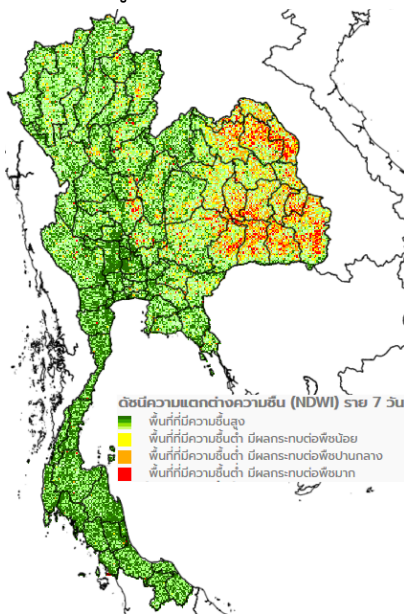 ดัชนีความแตกต่างความชื้น (NDWI) ราย 7 วัน
พื้นที่ที่มีความชื้นสูง
พื้นที่ที่มีความชื้นต่ำ มีผลกระทบต่อพืชน้อย
พื้นที่ที่มีความชื้นต่ำ มีผลกระทบต่อพืชปานกลาง
พื้นที่ที่มีความชื้นต่ำ มีผลกระทบต่อพืชมาก